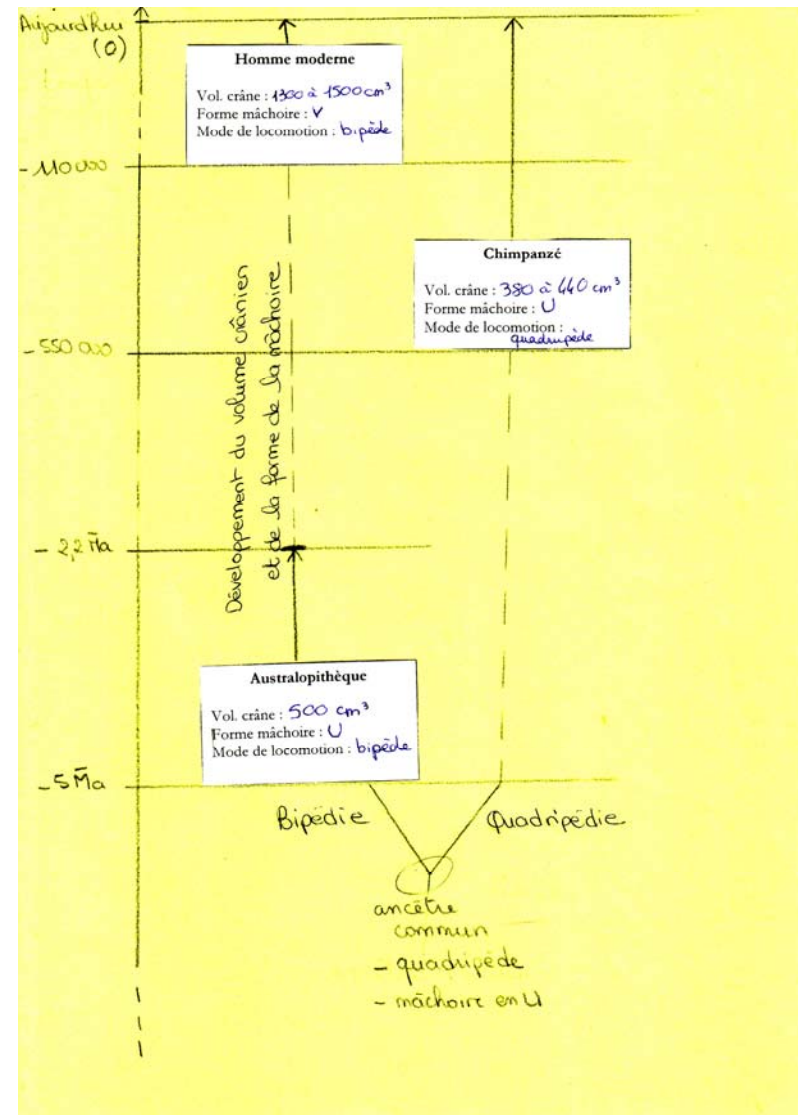 Aujourd'hui
(0)
Homme moderne
Vol. crâne : 1300 à 1500 cm³
Forme mâchoire : V
Mode de locomotion : bipède
- 110 000
Chimpanzé
Vol. crâne : 380 à 440 cm³
Forme mâchoire : U
Mode de locomotion :
quadrupède
- 550 000
Développement du volume crânien
et de la forme de la mâchoire
- 2,2 Ma
Australopithèque
Vol. crâne : 500 cm³
Forme mâchoire : U
Mode de locomotion : bipède
- 5 Ma
Bipédie
Quadripédie
ancêtre
commun
- quadripède
- mâchoire en U